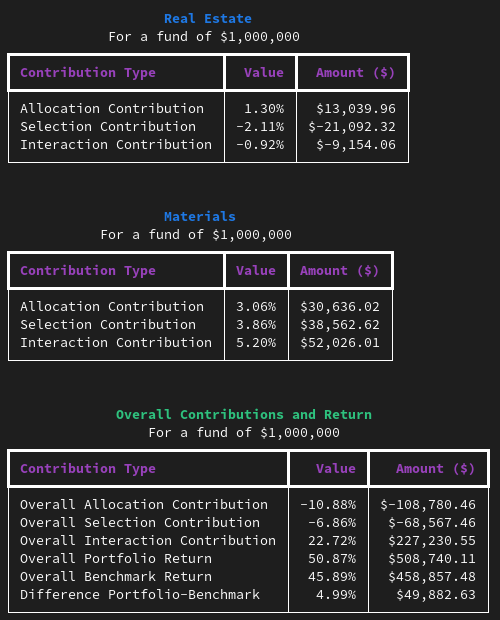 Real Estate
For a fund of $1,000,000
Contribution Type Value Amount ($)
Allocation Contribution 1.30% $13,039.96
Selection Contribution -2.11% $-21,092.32
Interaction Contribution -0.92% $-9,154.06
Materials
For a fund of $1,000,000
Contribution Type Value Amount ($)
Allocation Contribution 3.06% $30,636.02
Selection Contribution 3.86% $38,562.62
Interaction Contribution 5.20% $52,026.01
Overall Contributions and Return
For a fund of $1,000,000
Contribution Type Value Amount ($)
Overall Allocation Contribution -10.88% $-108,780.46
Overall Selection Contribution -6.86% $-68,567.46
Overall Interaction Contribution 22.72% $227,230.55
Overall Portfolio Return 50.87% $508,740.11
Overall Benchmark Return 45.89% $458,857.48
Difference Portfolio-Benchmark 4.99% $49,882.63